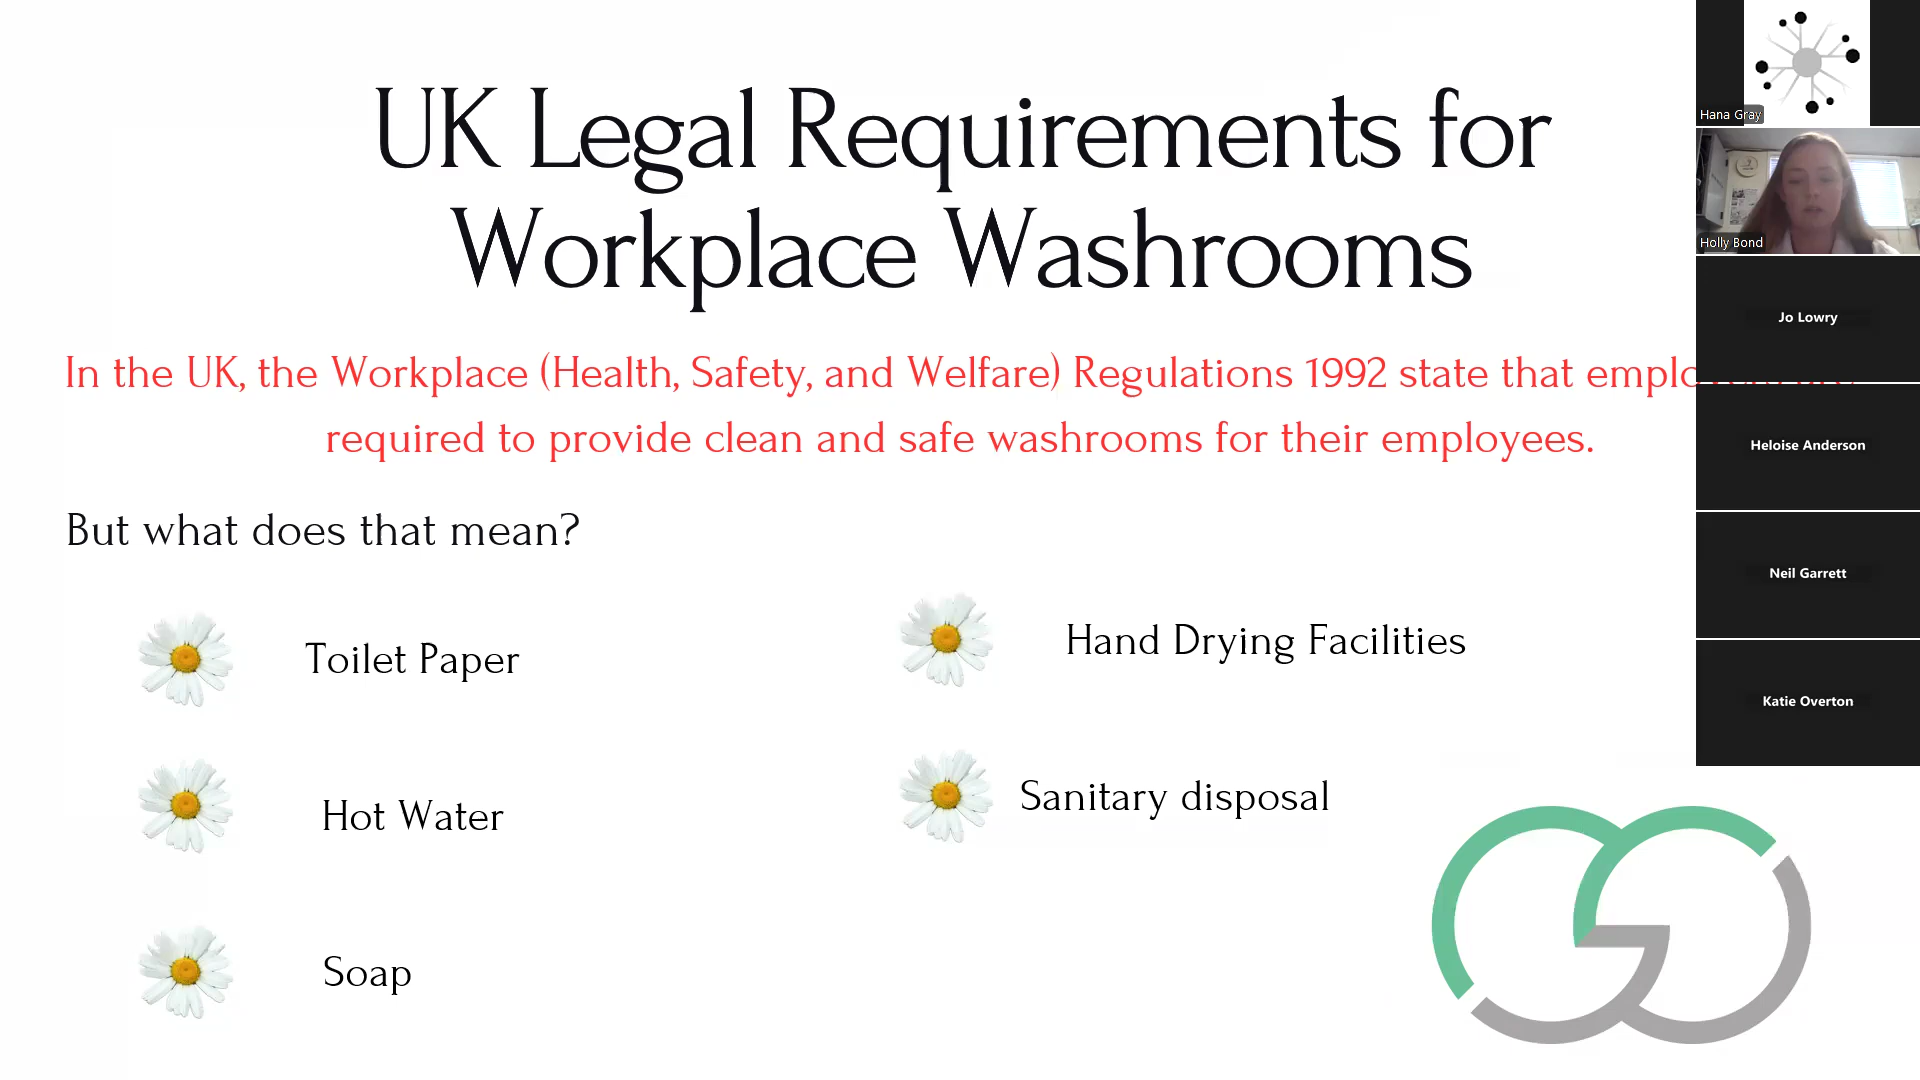 UK Legal Requirements for
Workplace Washrooms
In the UK, the Workplace (Health, Safety, and Welfare) Regulations 1992 state that
required to provide clean and safe washrooms for their employees.
But what does that mean?
Toilet Paper
Hot Water
Soap
Hand Drying Facilities
Sanitary disposal
Hana Gray
Holly Bond
Jo Lowry
Heloise Anderson
Neil Garrett
Katie Overton